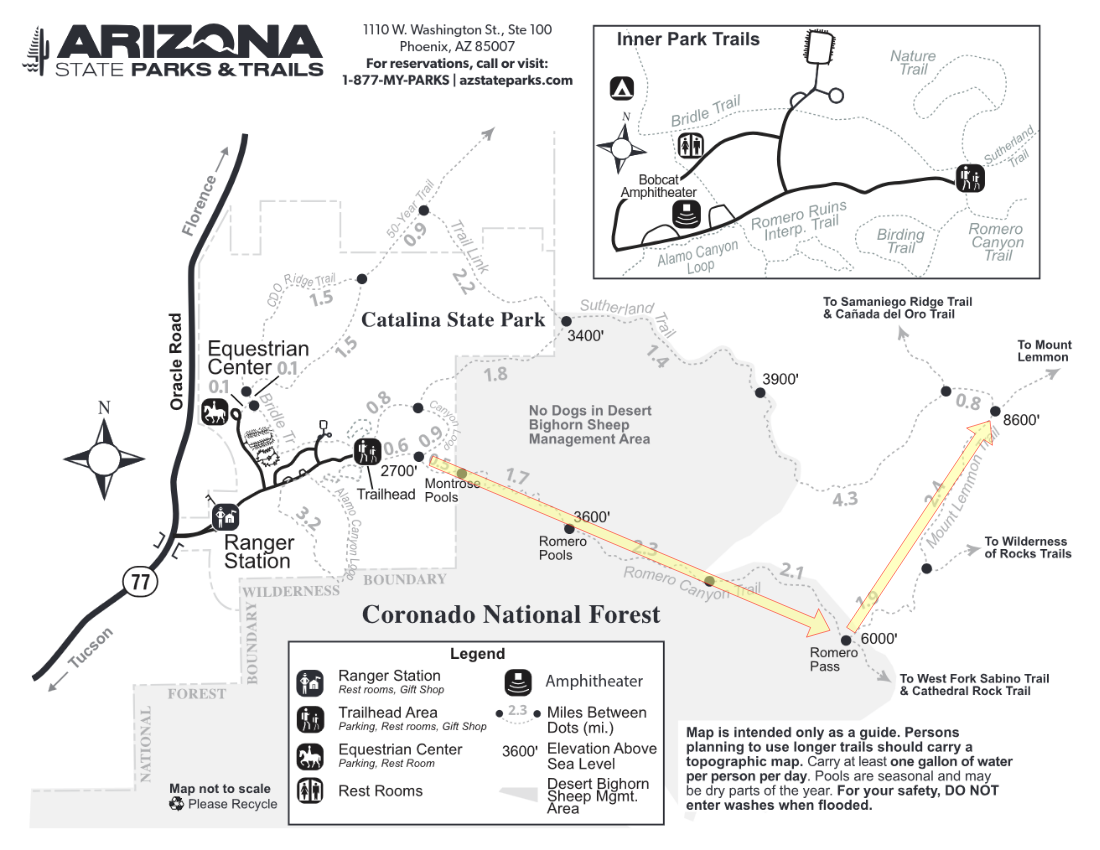 ARIZONA
STATE PARKS & TRAILS
1110 W. Washington St., Ste 100
Phoenix, AZ 85007
For reservations, call or visit:
1-877-MY-PARKS | azstateparks.com
Inner Park Trails
Nature
Trail
Bridle Trail
N
Sutherland
Trail
Bobcat
Amphitheater
Romero Ruins
Interp. Trail
Birding
Trail
Romero
Canyon
Trail
Alamo Canyon
Loop
Florence
50-Year Trail
0.9
Trail Link
2.2
CDO Ridge Trail
1.5
1.5
Catalina State Park
Sutherland
Trail
3400'
1.4
To Samaniego Ridge Trail
& Cañada del Oro Trail
To Mount
Lemmon
Oracle Road
Equestrian
Center
0.1
0.1
Bridle Tr.
1.8
3900'
0.8
8600'
0.8
Canyon
Loop
0.9
0.6
No Dogs in Desert
Bighorn Sheep
Management Area
N
2700'
Trailhead
0.5
Montrose
Pools
1.7
4.3
2.4
Mount Lemmon Trail
3.2
Alamo Canyon Loop
3600'
Romero
Pools
2.3
Romero Canyon Trail
2.1
To Wilderness
of Rocks Trails
1.9
Ranger
Station
77
WILDERNESS
BOUNDARY
BOUNDARY
Coronado National Forest
6000'
Romero
Pass
Tucson
To West Fork Sabino Trail
& Cathedral Rock Trail
FOREST
NATIONAL
Legend
Ranger Station
Rest rooms, Gift Shop
Trailhead Area
Parking, Rest rooms, Gift Shop
Equestrian Center
Parking, Rest Room
Rest Rooms
Amphitheater
2.3
Miles Between
Dots (mi.)
3600'
Elevation Above
Sea Level
Desert Bighorn
Sheep Mgmt.
Area
Map not to scale
Please Recycle
Map is intended only as a guide. Persons
planning to use longer trails should carry a
topographic map. Carry at least one gallon of water
per person per day. Pools are seasonal and may
be dry parts of the year. For your safety, DO NOT
enter washes when flooded.